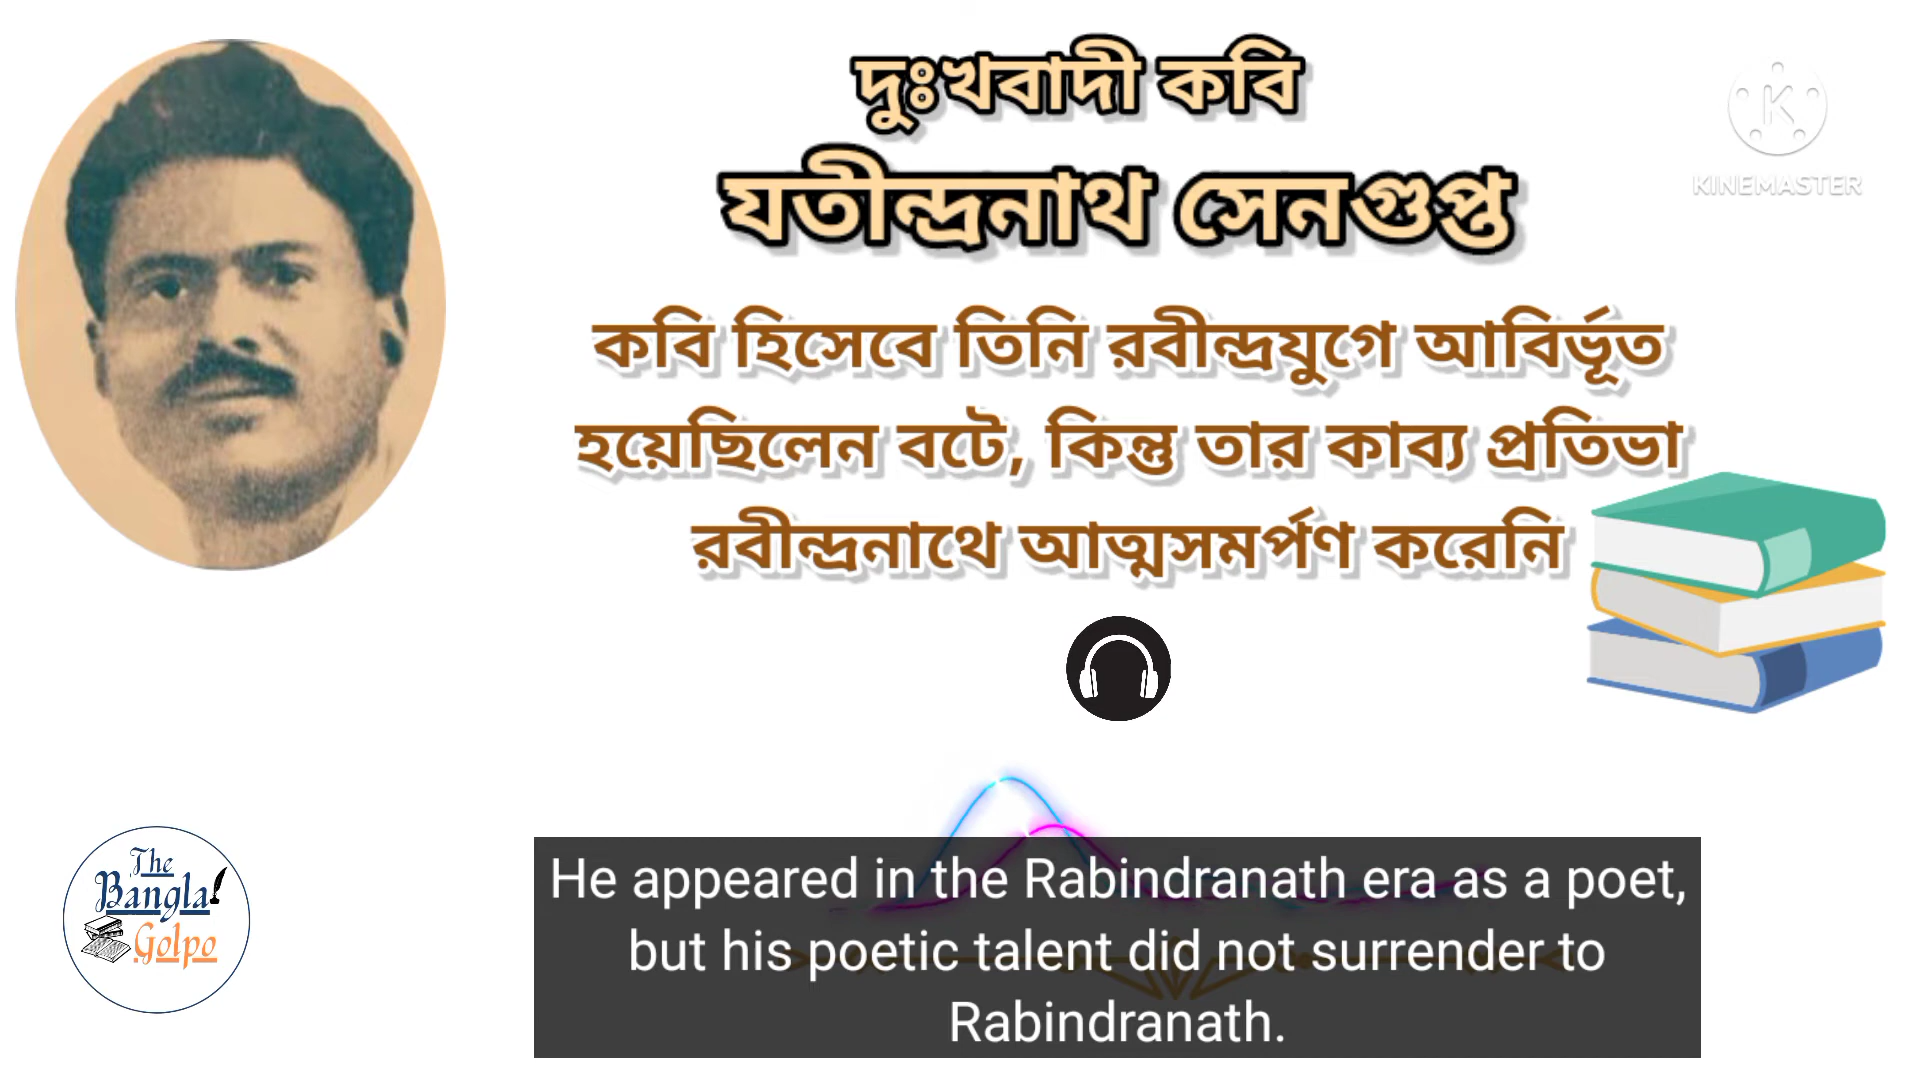 দুঃখবাদী কবি
যতীন্দ্রনাথ সেনগুপ্ত
KINEMASTER
কবি হিসেবে তিনি রবীন্দ্রযুগে আবির্ভূত
হয়েছিলেন বটে, কিন্তু তার কাব্য প্রতিভা
রবীন্দ্রনাথে আত্মসমর্পণ করেনি
The
Bangla
Golpo
He appeared in the Rabindranath era as a poet,
but his poetic talent did not surrender to
Rabindranath.